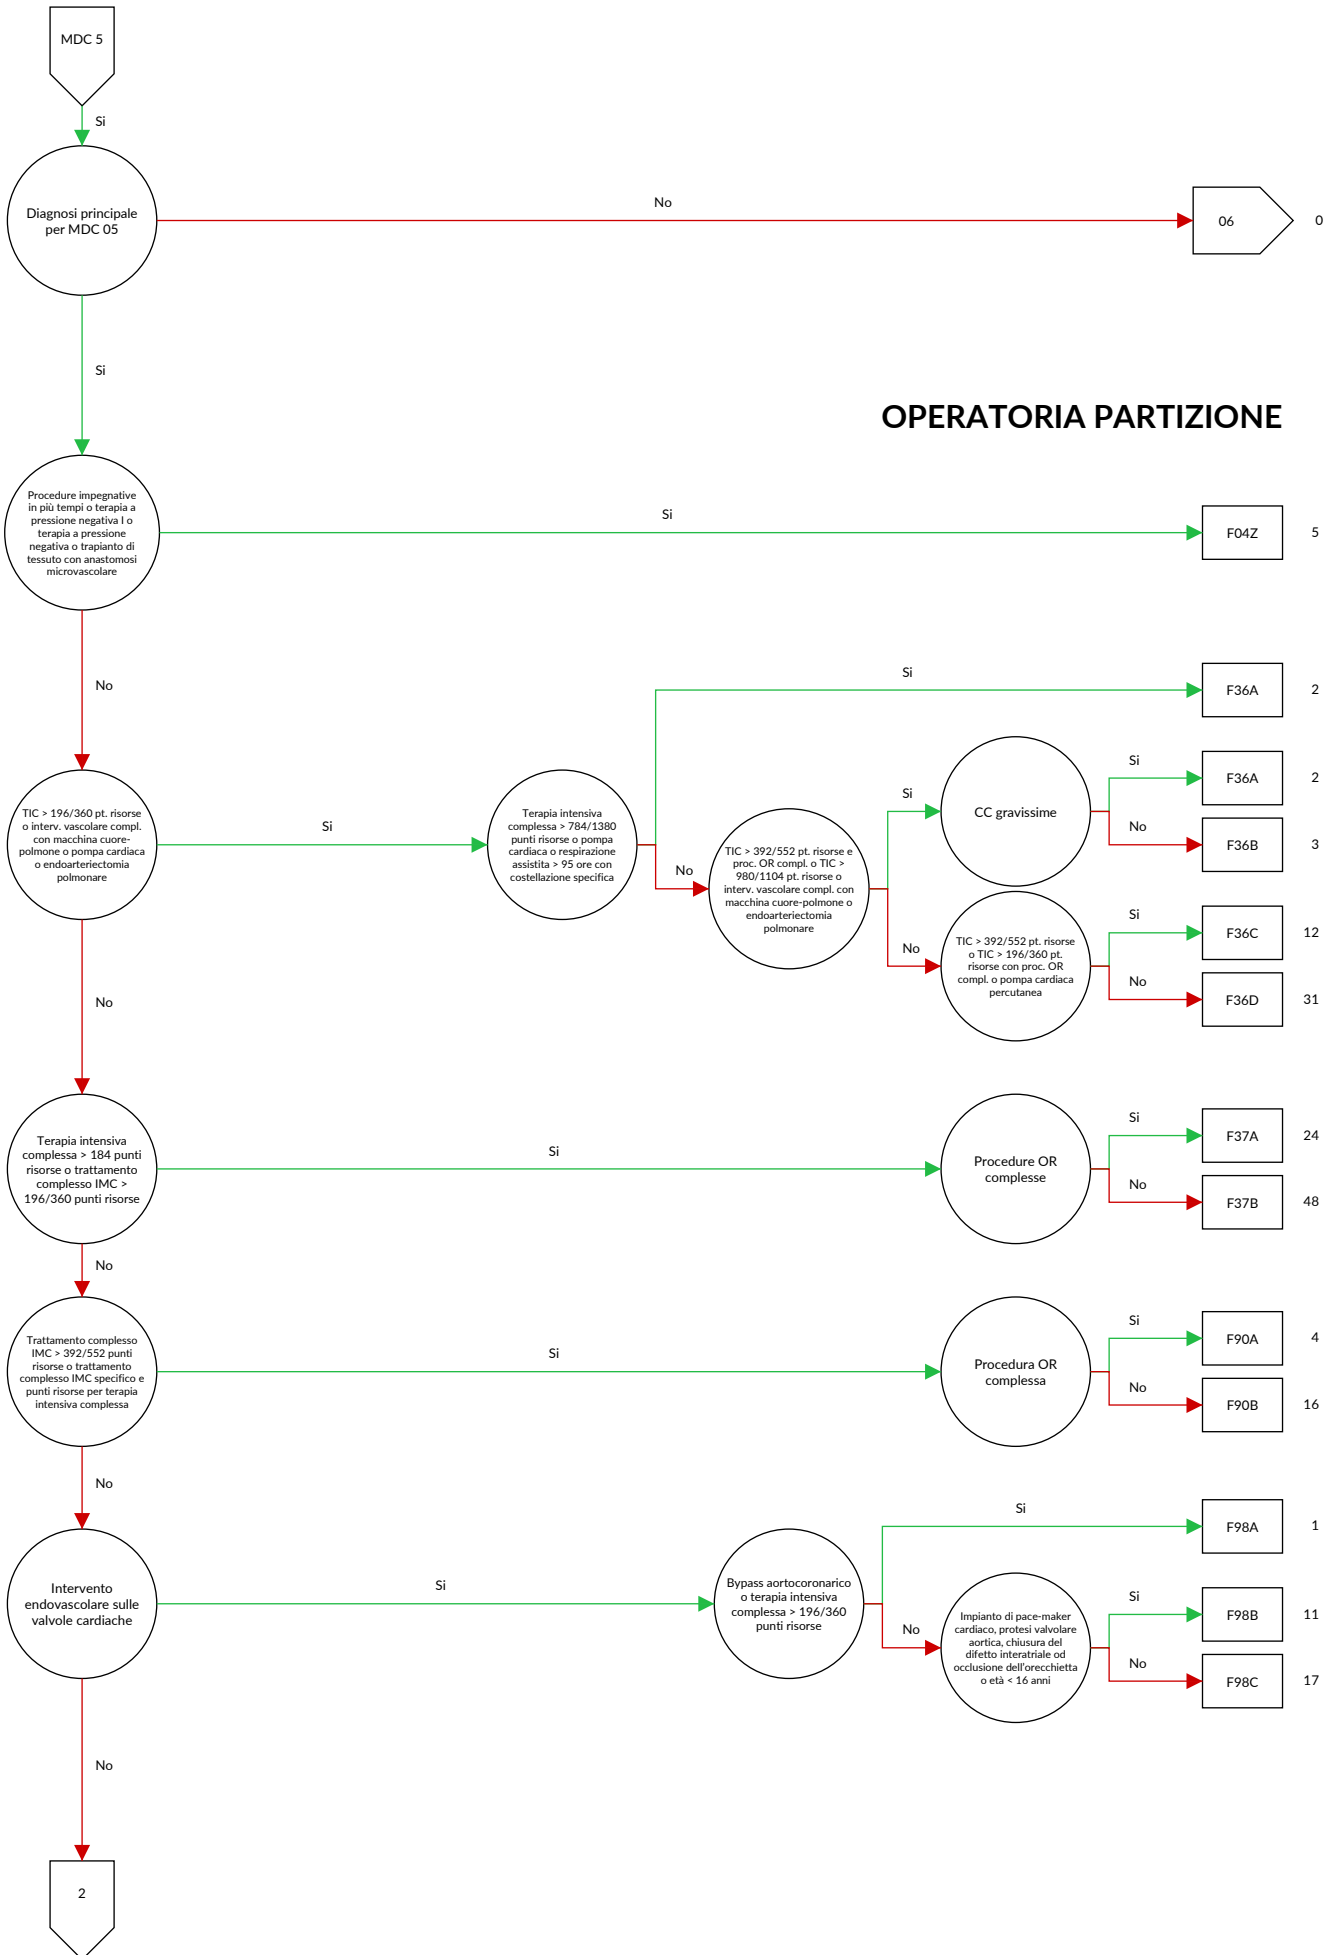 MDC 5
Si
Diagnosi principale
per MDC 05
No
06
0
Si
OPERATORIA PARTIZIONE
Procedure impegnative
in più tempi o terapia a
pressione negativa I o
terapia a pressione
negativa o trapianto di
tessuto con anastomosi
microvascolare
Si
F04Z
5
No
TIC > 196/360 pt. risorse
o interv. vascolare compl.
con macchina cuore-
polmone o pompa cardiaca
o endoarteriectomia
polmonare
Si
Terapia intensiva
complessa > 784/1380
punti risorse o pompa
cardiaca o respirazione
assistita > 95 ore con
costellazione specifica
Si
F36A
2
No
TIC > 392/552 pt. risorse e
proc. OR compl. o TIC >
980/1104 pt. risorse o
interv. vascolare compl. con
macchina cuore-polmone o
endoarteriectomia
polmonare
Si
CC gravissime
Si
F36A
2
No
F36B
3
No
TIC > 392/552 pt. risorse
o TIC > 196/360 pt.
risorse con proc. OR
compl. o pompa cardiaca
percutanea
Si
F36C
12
No
F36D
31
No
Terapia intensiva
complessa > 184 punti
risorse o trattamento
complesso IMC >
196/360 punti risorse
Si
Procedure OR
complesse
Si
F37A
24
No
F37B
48
No
Trattamento complesso
IMC > 392/552 punti
risorse o trattamento
complesso IMC specifico e
punti risorse per terapia
intensiva complessa
Si
Procedura OR
complessa
Si
F90A
4
No
F90B
16
No
Intervento
endovascolare sulle
valvole cardiache
Si
Bypass aortocoronarico
o terapia intensiva
complessa > 196/360
punti risorse
Si
F98A
1
No
Impianto di pace-maker
cardiaco, protesi valvolare
aortica, chiusura del
difetto interatriale od
occlusione dell'orecchietta
o età < 16 anni
Si
F98B
11
No
F98C
17
No
2